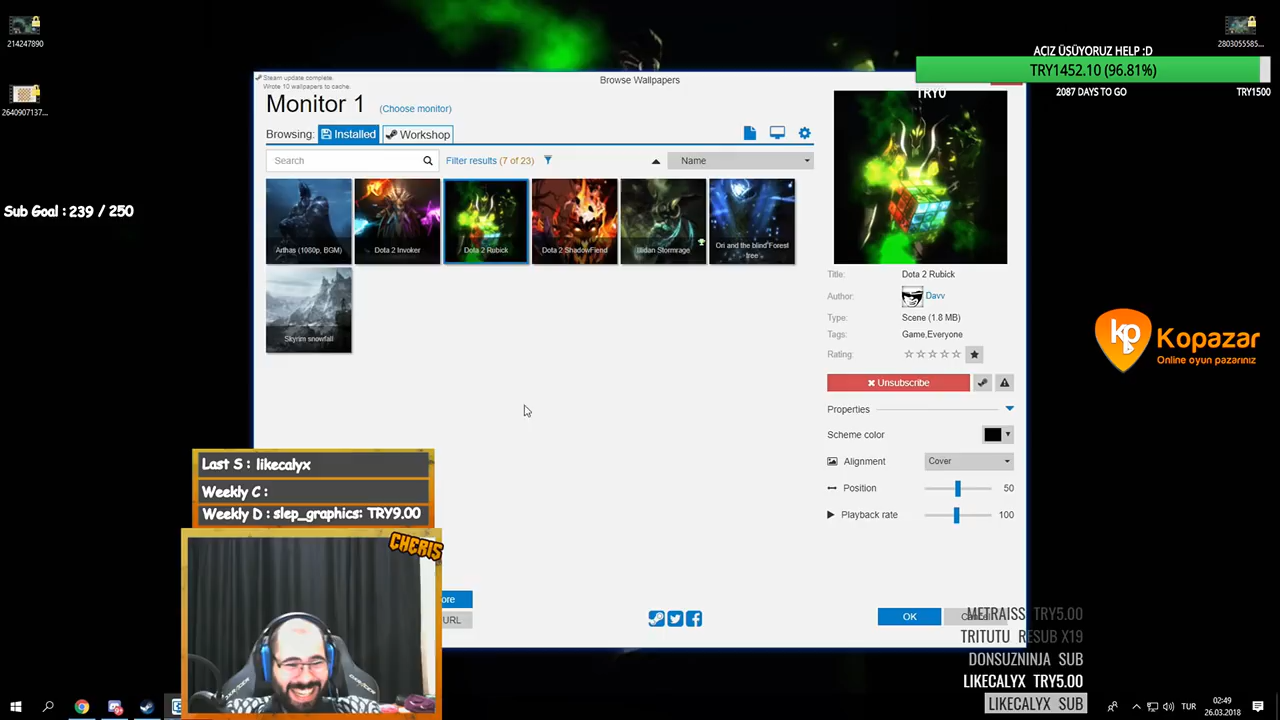 214247890
2640907137...
2803055585...
ACIZ ÜSÜYORUZ HELP :D
TRY1452.10 (96.81%)
2087 DAYS TO GO
TRY1500
TRY0
Steam update complete.
Wrote 10 wallpapers to cache.
Browse Wallpapers
Monitor 1
(Choose monitor)
Browsing:
Installed
Workshop
Search
Filter results (7 of 23)
Name
Arthas (1080p, BGM)
Dota 2 Invoker
Dota 2 Rubick
Dota 2 ShadowFiend
Illidan Stormrage
Ori and the blind Forest
tree
Skyrim snowfall
Title:
Dota 2 Rubick
Author:
Davv
Type:
Scene (1.8 MB)
Tags:
Game,Everyone
Rating:
Unsubscribe
Properties
Scheme color
Alignment
Cover
Position
50
Playback rate
100
OK
Cancel
ore
URL
Sub Goal : 239 / 250
Last S : likecalyx
Weekly C :
Weekly D : slep_graphics: TRY9.00
CHERIS
kp
Kopazar
Online oyun pazarınız
METRAISS TRY5.00
TRITUTU RESUB X19
DONSUZNINJA SUB
LIKECALYX TRY5.00
LIKECALYX SUB
TUR
02:49
26.03.2018